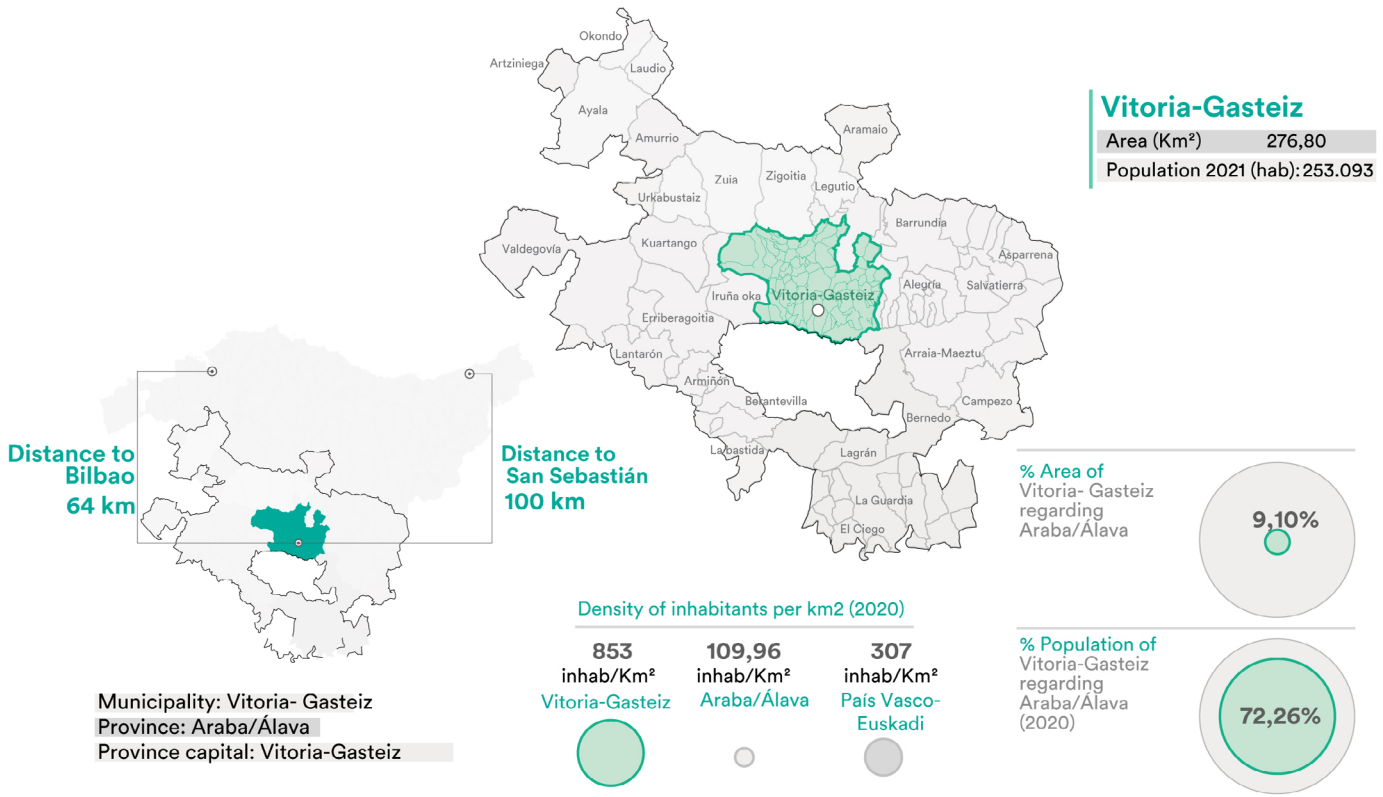 Okondo
Artziniega
Laudio
Ayala
Amurrio
Aramaio
Zuia
Zigoitia
Legutio
Urkabustaiz
Barrundia
Valdegovía
Kuartango
Asparrena
Iruña oka
Vitoria-Gasteiz
Alegría
Salvatierra
Erriberagoitia
Lantarón
Arraia-Maeztu
Armiñón
Berantevilla
Campezo
Bernedo
Labastida
Lagrán
La Guardia
El Ciego
Vitoria-Gasteiz
Area (Km²) 276,80
Population 2021 (hab): 253.093
Distance to
Bilbao
64 km
Distance to
San Sebastián
100 km
Municipality: Vitoria- Gasteiz
Province: Araba/Álava
Province capital: Vitoria-Gasteiz
Density of inhabitants per km2 (2020)
853
inhab/Km²
Vitoria-Gasteiz
109,96
inhab/Km²
Araba/Álava
307
inhab/Km²
País Vasco-
Euskadi
% Area of
Vitoria- Gasteiz
regarding
Araba/Álava
9,10%
% Population of
Vitoria-Gasteiz
regarding
Araba/Álava
(2020)
72,26%